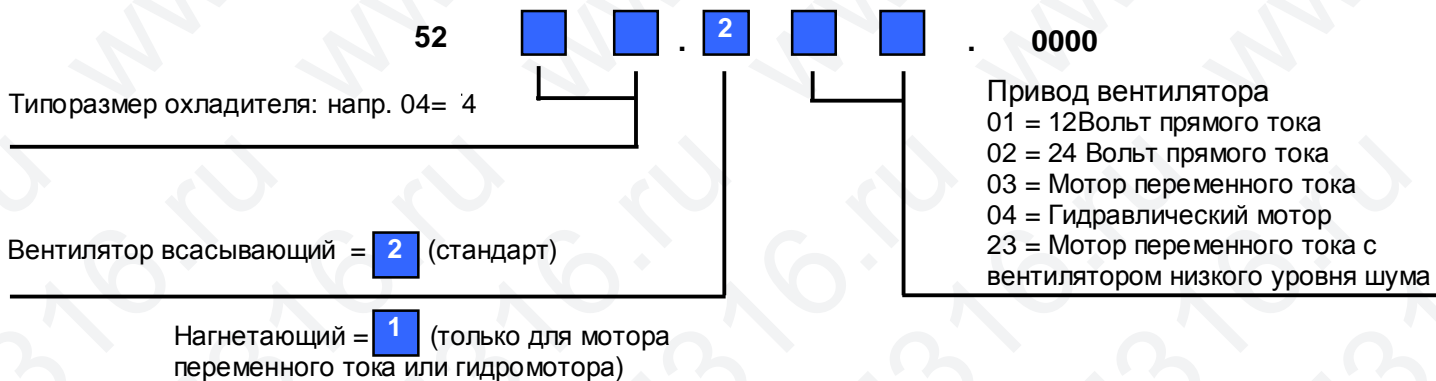 52 . 2 . 0000
Типоразмер охладителя: напр. 04= 4
Привод вентилятора
01 = 12Вольт прямого тока
02 = 24 Вольт прямого тока
03 = Мотор переменного тока
04 = Гидравлический мотор
23 = Мотор переменного тока с
вентилятором низкого уровня шума
Вентилятор всасывающий = 2 (стандарт)
Нагнетающий = 1 (только для мотора
переменного тока или гидромотора)